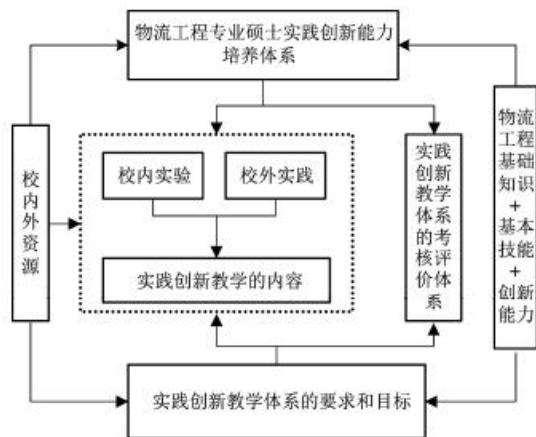 物流工程专业硕士实践创新能力
培养体系
校内外资源
校内实验
校外实践
实践创新教学的内容
实践
创新
教学
体系
的考
核评
价体
系
物流
工程
基础
知识
+
基本
技能
+
创新
能力
实践创新教学体系的要求和目标